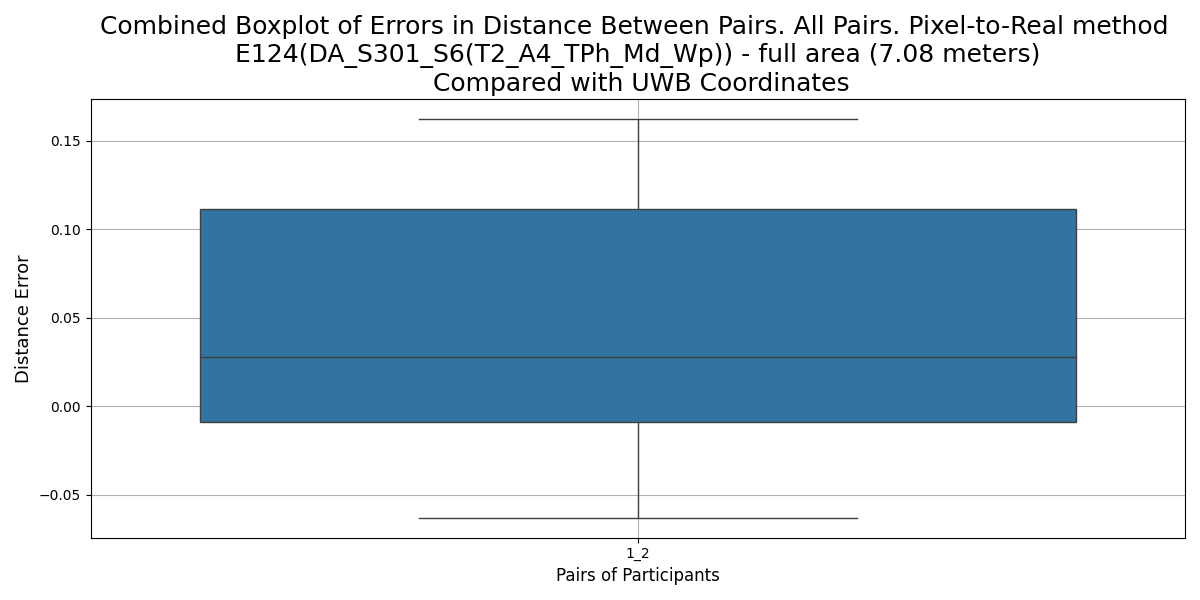 Combined Boxplot of Errors in Distance Between Pairs. All Pairs. Pixel-to-Real method
E124(DA_S301_S6(T2_A4_TPh_Md_Wp)) - full area (7.08 meters)
Compared with UWB Coordinates
0.15
0.10
0.05
0.00
−0.05
Distance Error
1_2
Pairs of Participants